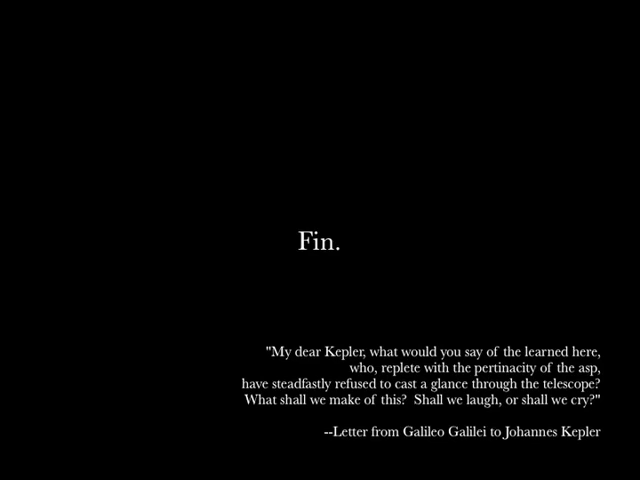 Fin.
"My dear Kepler, what would you say of the learned here,
who, replete with the pertinacity of the asp,
have steadfastly refused to cast a glance through the telescope?
What shall we make of this?  Shall we laugh, or shall we cry?"
--Letter from Galileo Galilei to Johannes Kepler